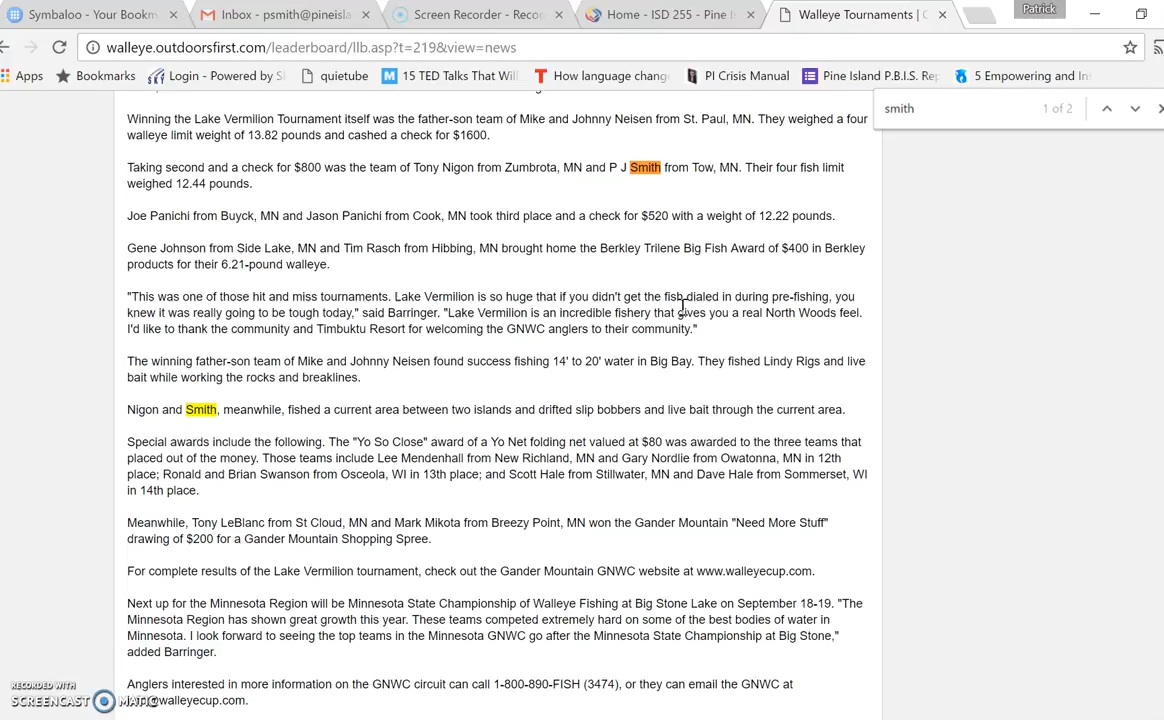 Symbaloo - Your Bookm
Inbox - psmith@pineisla
Screen Recorder - Reco
Home - ISD 255 - Pine I
Walleye Tournaments | C
Patrick
walleye.outdoorsfirst.com/leaderboard/llb.asp?t=219&view=news
Apps
Bookmarks
Login - Powered by S
quietube
15 TED Talks That Wil
How language chang
PI Crisis Manual
Pine Island P.B.I.S. Rep
5 Empowering and In
smith
1 of 2
Winning the Lake Vermilion Tournament itself was the father-son team of Mike and Johnny Neisen from St. Paul, MN. They weighed a four
walleye limit weight of 13.82 pounds and cashed a check for $1600.
Taking second and a check for $800 was the team of Tony Nigon from Zumbrota, MN and P J Smith from Tow, MN. Their four fish limit
weighed 12.44 pounds.
Joe Panichi from Buyck, MN and Jason Panichi from Cook, MN took third place and a check for $520 with a weight of 12.22 pounds.
Gene Johnson from Side Lake, MN and Tim Rasch from Hibbing, MN brought home the Berkley Trilene Big Fish Award of $400 in Berkley
products for their 6.21-pound walleye.
"This was one of those hit and miss tournaments. Lake Vermilion is so huge that if you didn't get the fish dialed in during pre-fishing, you
knew it was really going to be tough today," said Barringer. "Lake Vermilion is an incredible fishery that gives you a real North Woods feel.
I'd like to thank the community and Timbuktu Resort for welcoming the GNWC anglers to their community."
The winning father-son team of Mike and Johnny Neisen found success fishing 14' to 20' water in Big Bay. They fished Lindy Rigs and live
bait while working the rocks and breaklines.
Nigon and Smith, meanwhile, fished a current area between two islands and drifted slip bobbers and live bait through the current area.
Special awards include the following. The "Yo So Close" award of a Yo Net folding net valued at $80 was awarded to the three teams that
placed out of the money. Those teams include Lee Mendenhall from New Richland, MN and Gary Nordlie from Owatonna, MN in 12th
place; Ronald and Brian Swanson from Osceola, WI in 13th place; and Scott Hale from Stillwater, MN and Dave Hale from Sommerset, WI
in 14th place.
Meanwhile, Tony LeBlanc from St Cloud, MN and Mark Mikota from Breezy Point, MN won the Gander Mountain "Need More Stuff"
drawing of $200 for a Gander Mountain Shopping Spree.
For complete results of the Lake Vermilion tournament, check out the Gander Mountain GNWC website at www.walleyecup.com.
Next up for the Minnesota Region will be Minnesota State Championship of Walleye Fishing at Big Stone Lake on September 18-19. "The
Minnesota Region has shown great growth this year. These teams competed extremely hard on some of the best bodies of water in
Minnesota. I look forward to seeing the top teams in the Minnesota GNWC go after the Minnesota State Championship at Big Stone,"
added Barringer.
Anglers interested in more information on the GNWC circuit can call 1-800-890-FISH (3474), or they can email the GNWC at
@walleyecup.com.
RECORDED WITH
SCREENCAST MATIC